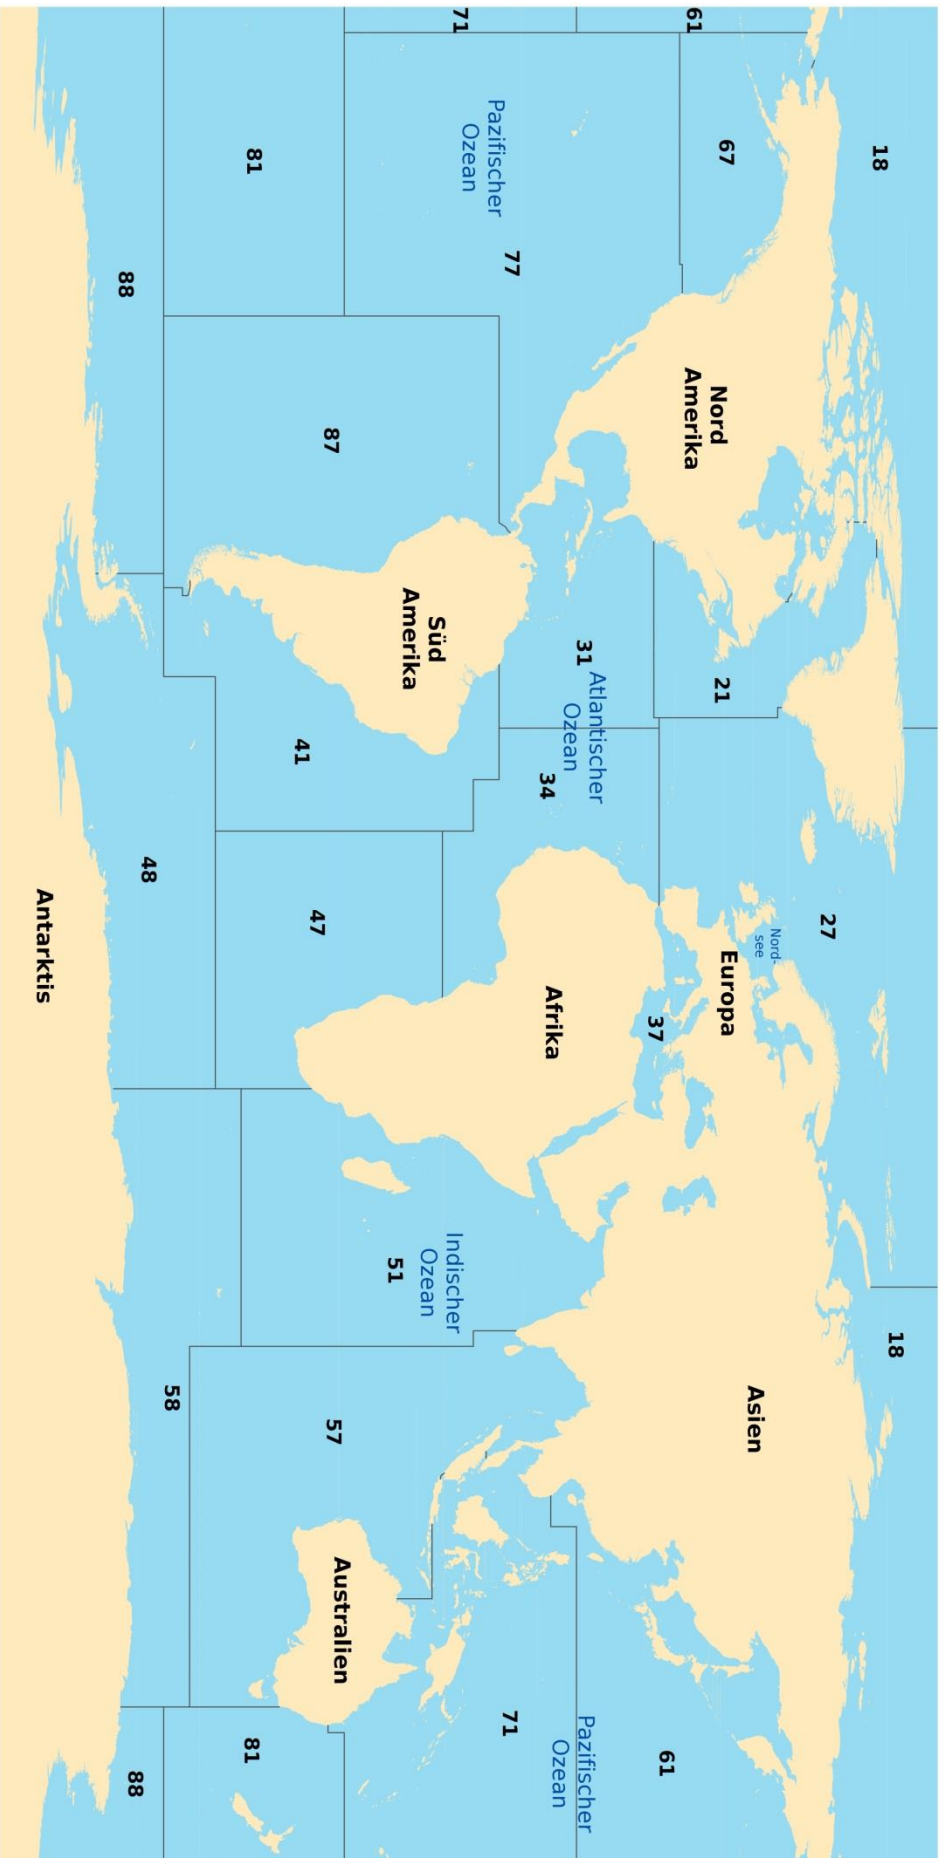 18
18
27
61
67
Nord
Amerika
21
Nord-
see
Europa
Asien
61
37
71
Pazifischer
Ozean
77
31
Atlantischer
Ozean
34
Afrika
Pazifischer
Ozean
71
Süd
Amerika
Indischer
Ozean
51
81
87
41
47
57
Australien
81
88
48
58
88
Antarktis